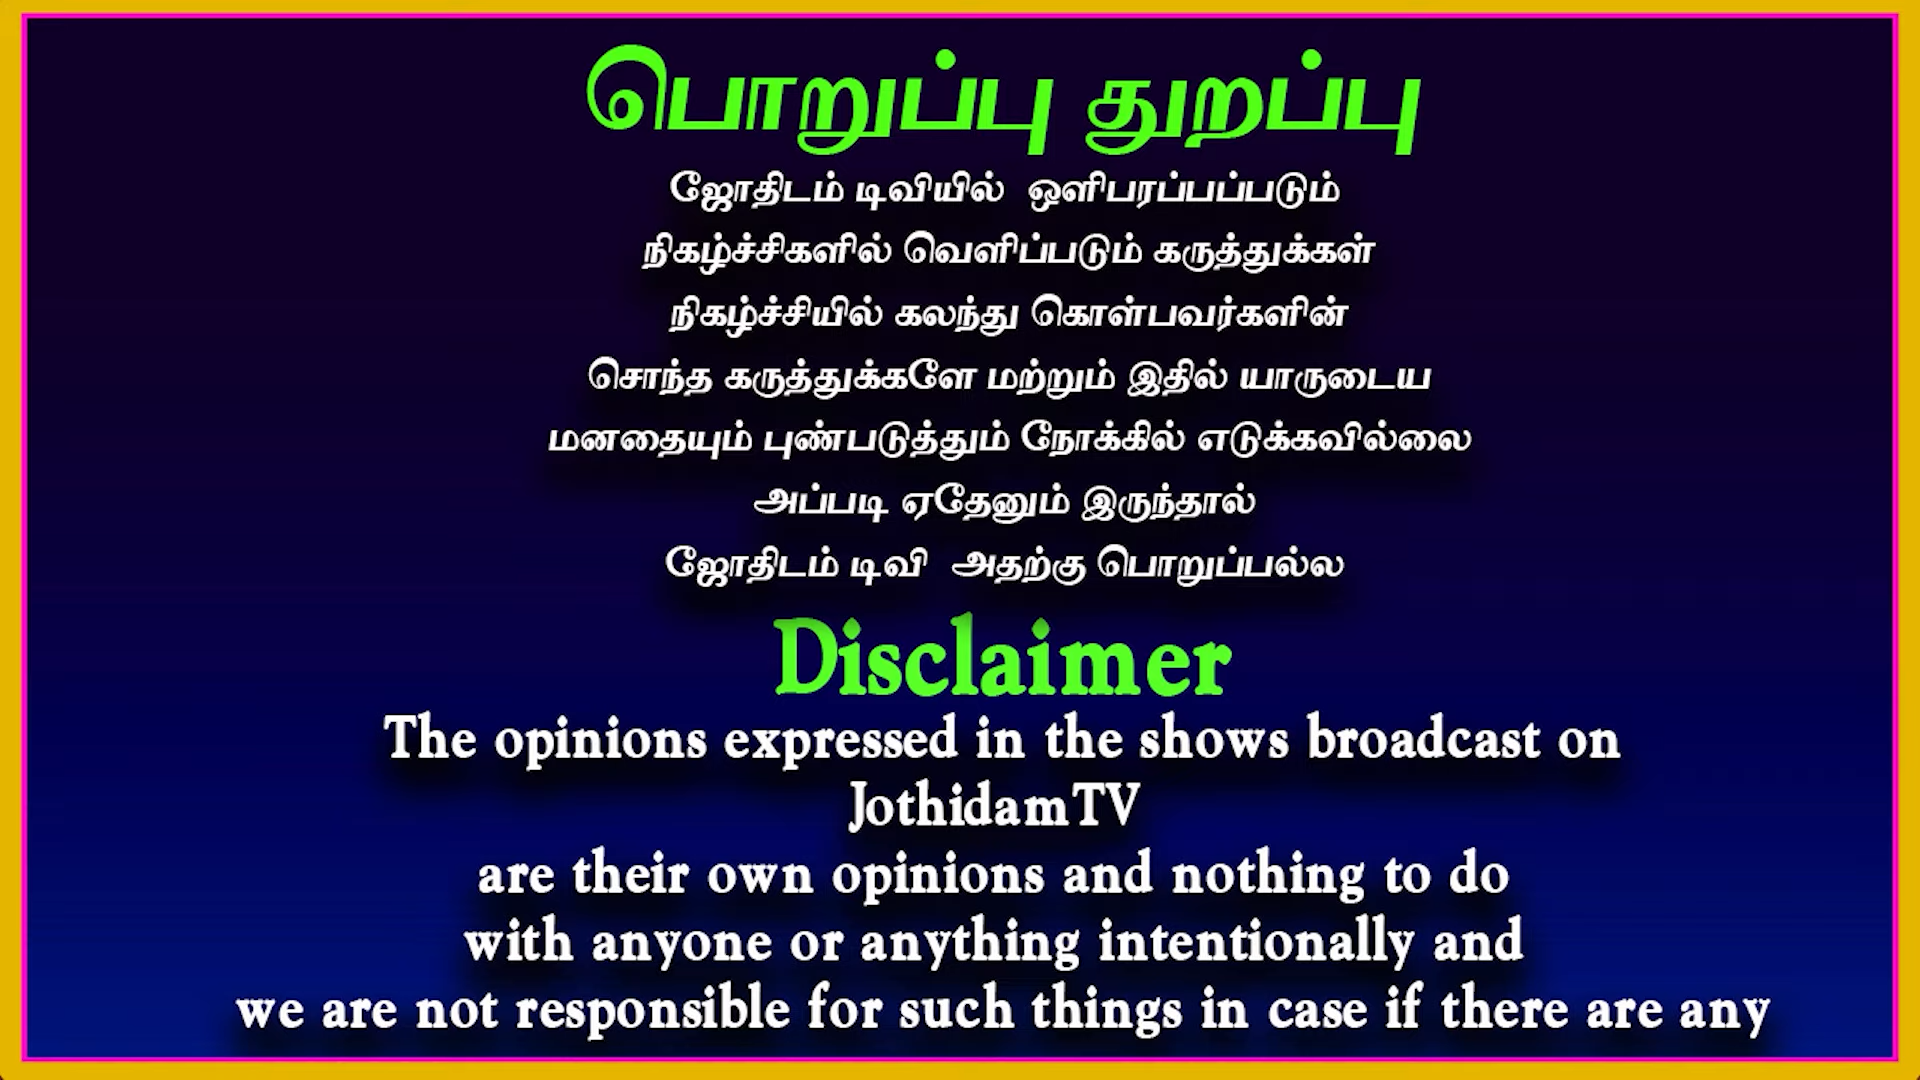 பொறுப்பு துறப்பு
ஜோதிடம் டிவியில் ஒளிபரப்பப்படும்
நிகழ்ச்சிகளில் வெளிப்படும் கருத்துக்கள்
நிகழ்ச்சியில் கலந்து கொள்பவர்களின்
சொந்த கருத்துக்களே மற்றும் இதில் யாருடைய
மனதையும் புண்படுத்தும் நோக்கில் எடுக்கவில்லை
அப்படி ஏதேனும் இருந்தால்
ஜோதிடம் டிவி அதற்கு பொறுப்பல்ல
Disclaimer
The opinions expressed in the shows broadcast on
JothidamTV
are their own opinions and nothing to do
with anyone or anything intentionally and
we are not responsible for such things in case if there are any